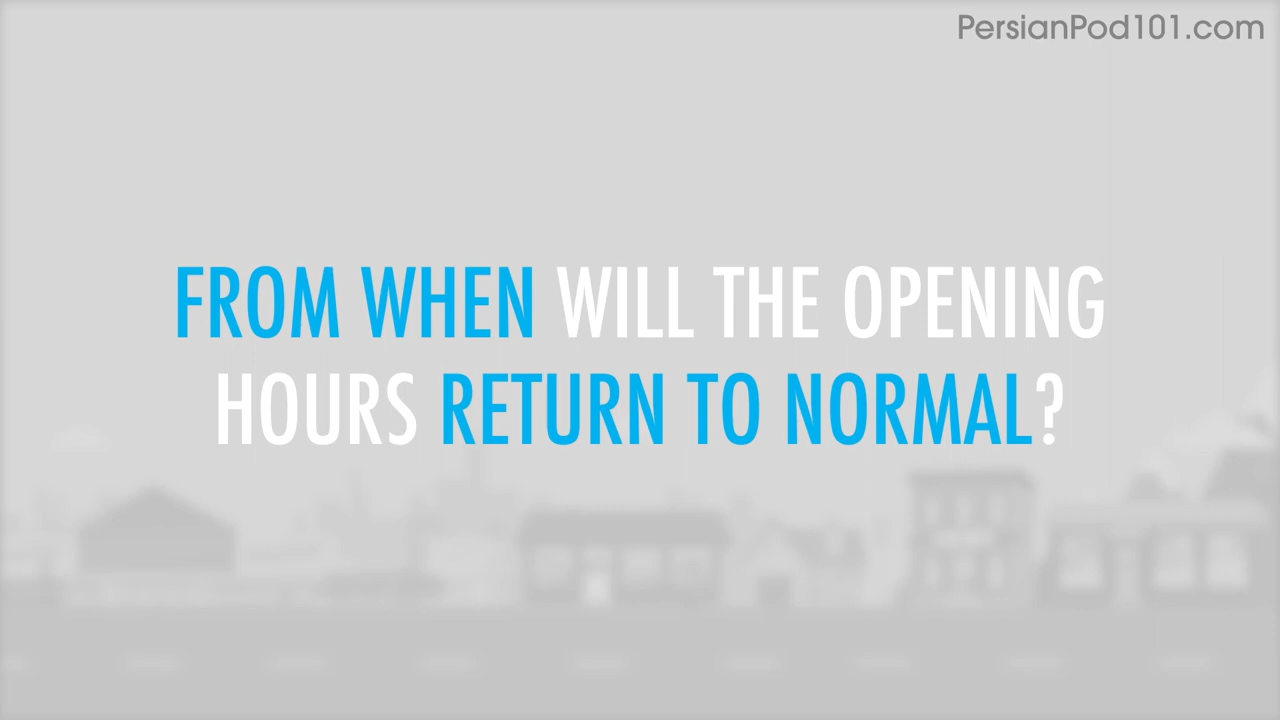 PersianPod101.com
FROM WHEN WILL THE OPENING
HOURS RETURN TO NORMAL?